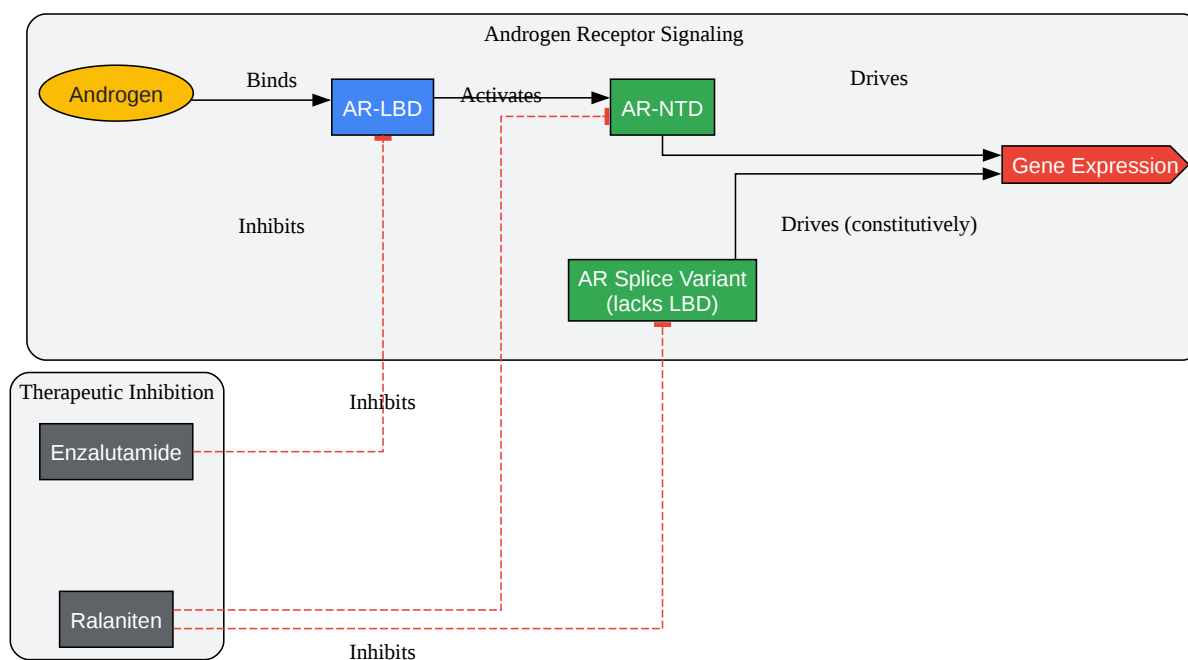 Androgen Receptor Signaling
Androgen
Binds
AR-LBD
Activates
AR-NTD
Drives
Gene Expression
Inhibits
Drives (constitutively)
AR Splice Variant
(lacks LBD)
Therapeutic Inhibition
Inhibits
Enzalutamide
Ralaniten
Inhibits